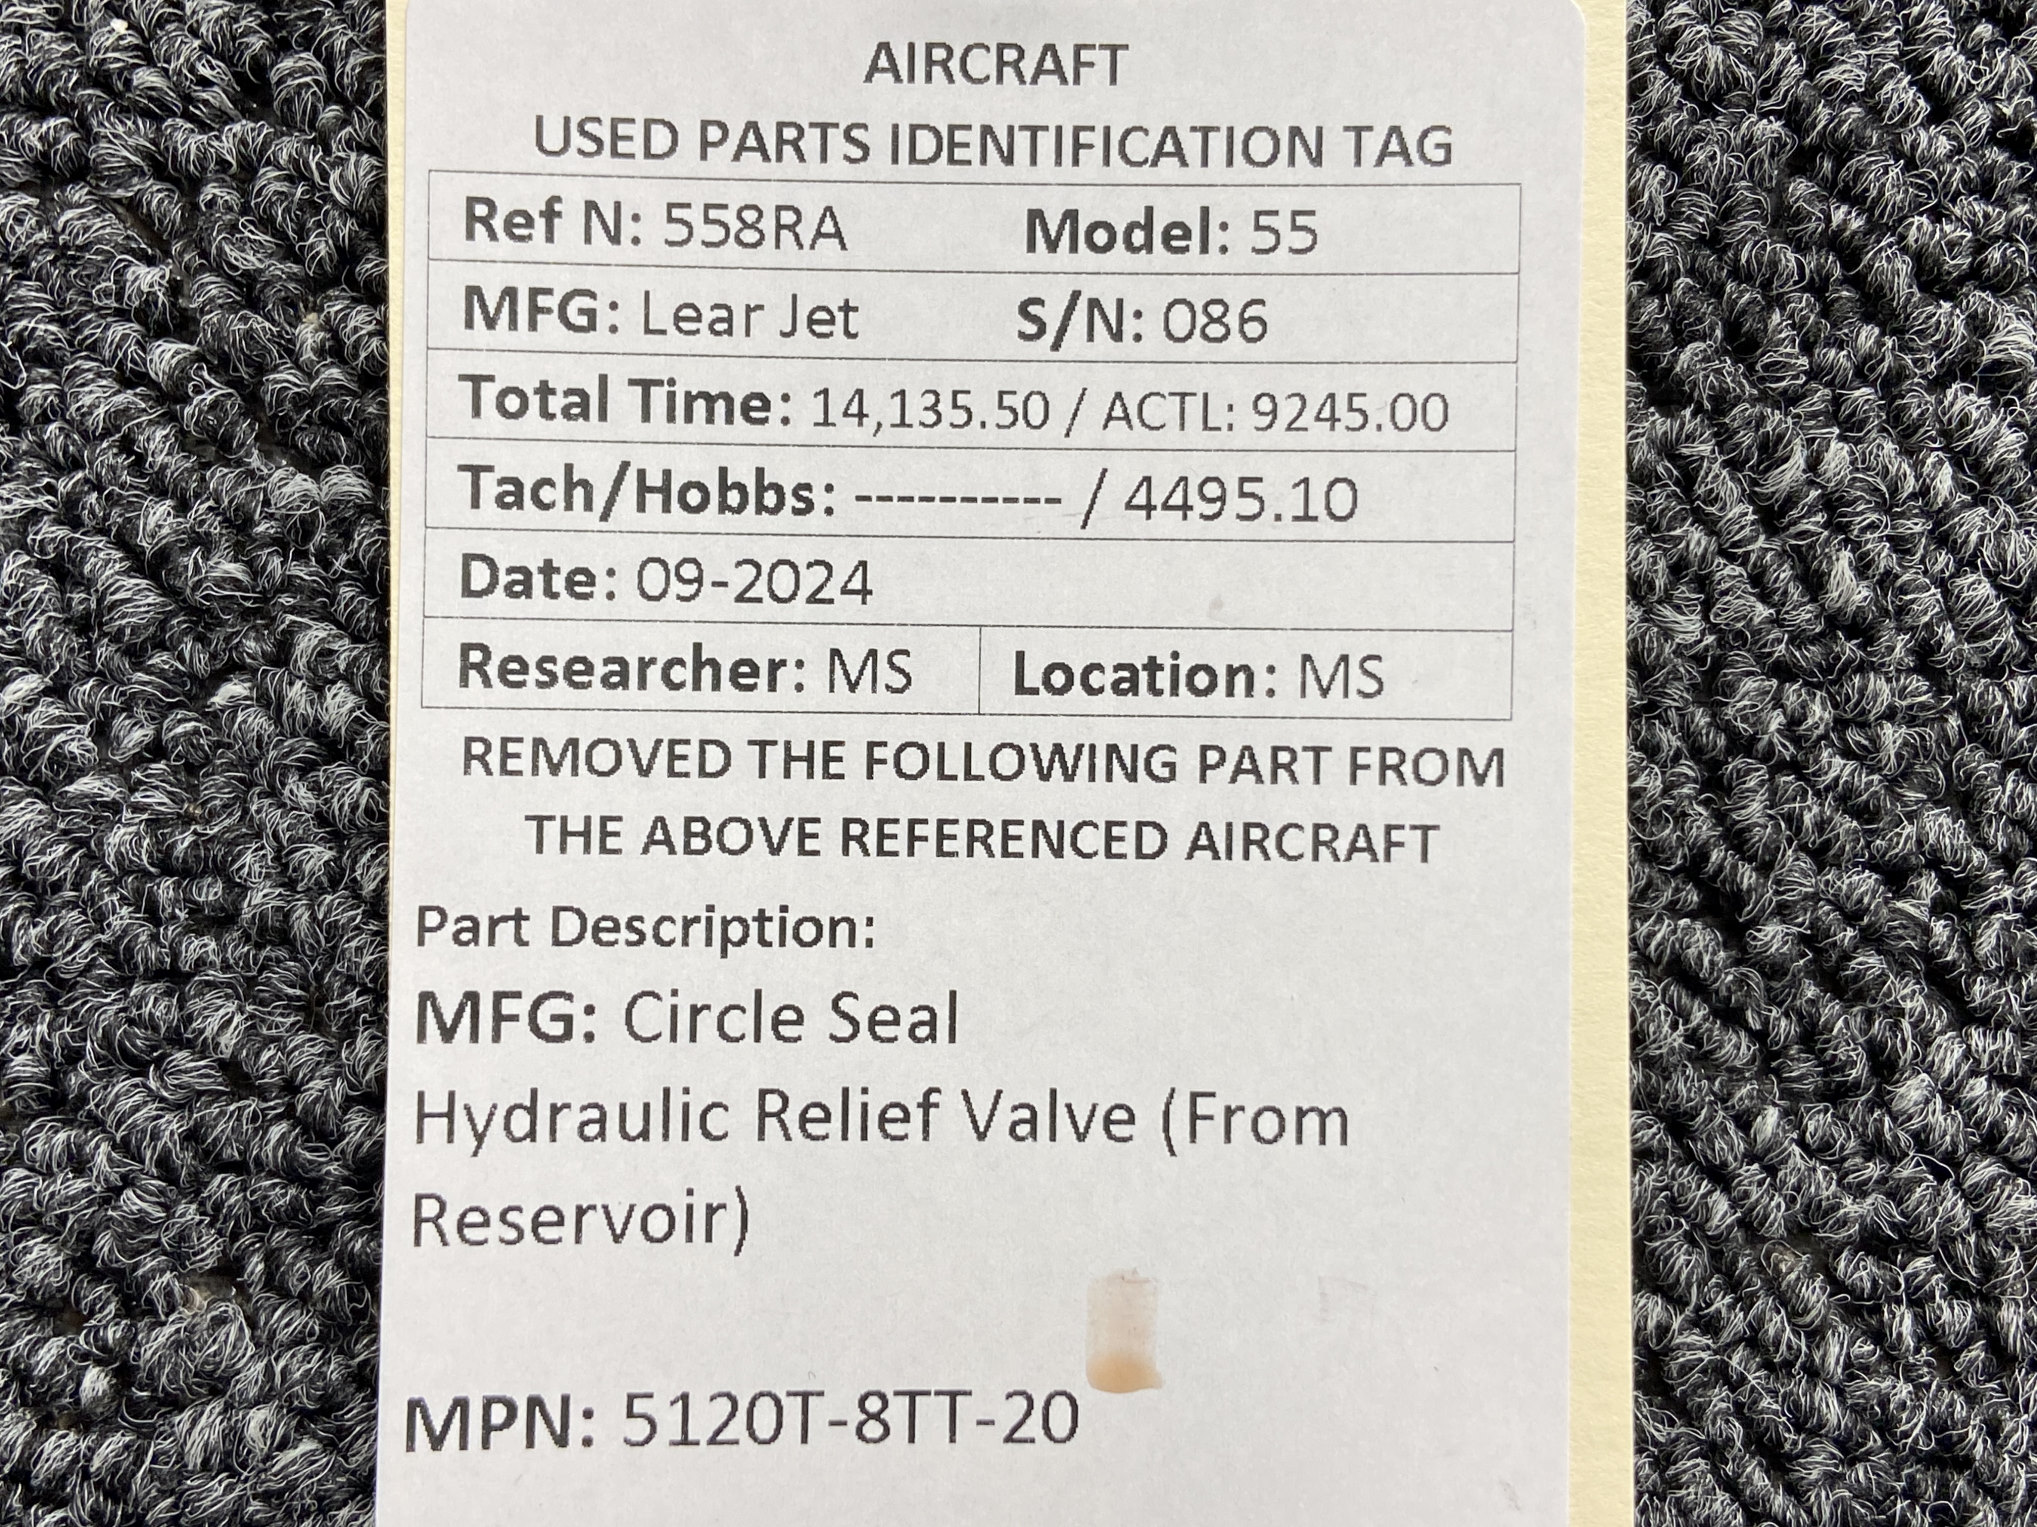 AIRCRAFT
USED PARTS IDENTIFICATION TAG
Ref N: 558RA Model: 55
MFG: Lear Jet S/N: 086
Total Time: 14,135.50 / ACTL: 9245.00
Tach/Hobbs: ---------- / 4495.10
Date: 09-2024
Researcher: MS Location: MS
REMOVED THE FOLLOWING PART FROM
THE ABOVE REFERENCED AIRCRAFT
Part Description:
MFG: Circle Seal
Hydraulic Relief Valve (From
Reservoir)
MPN: 5120T-8TT-20